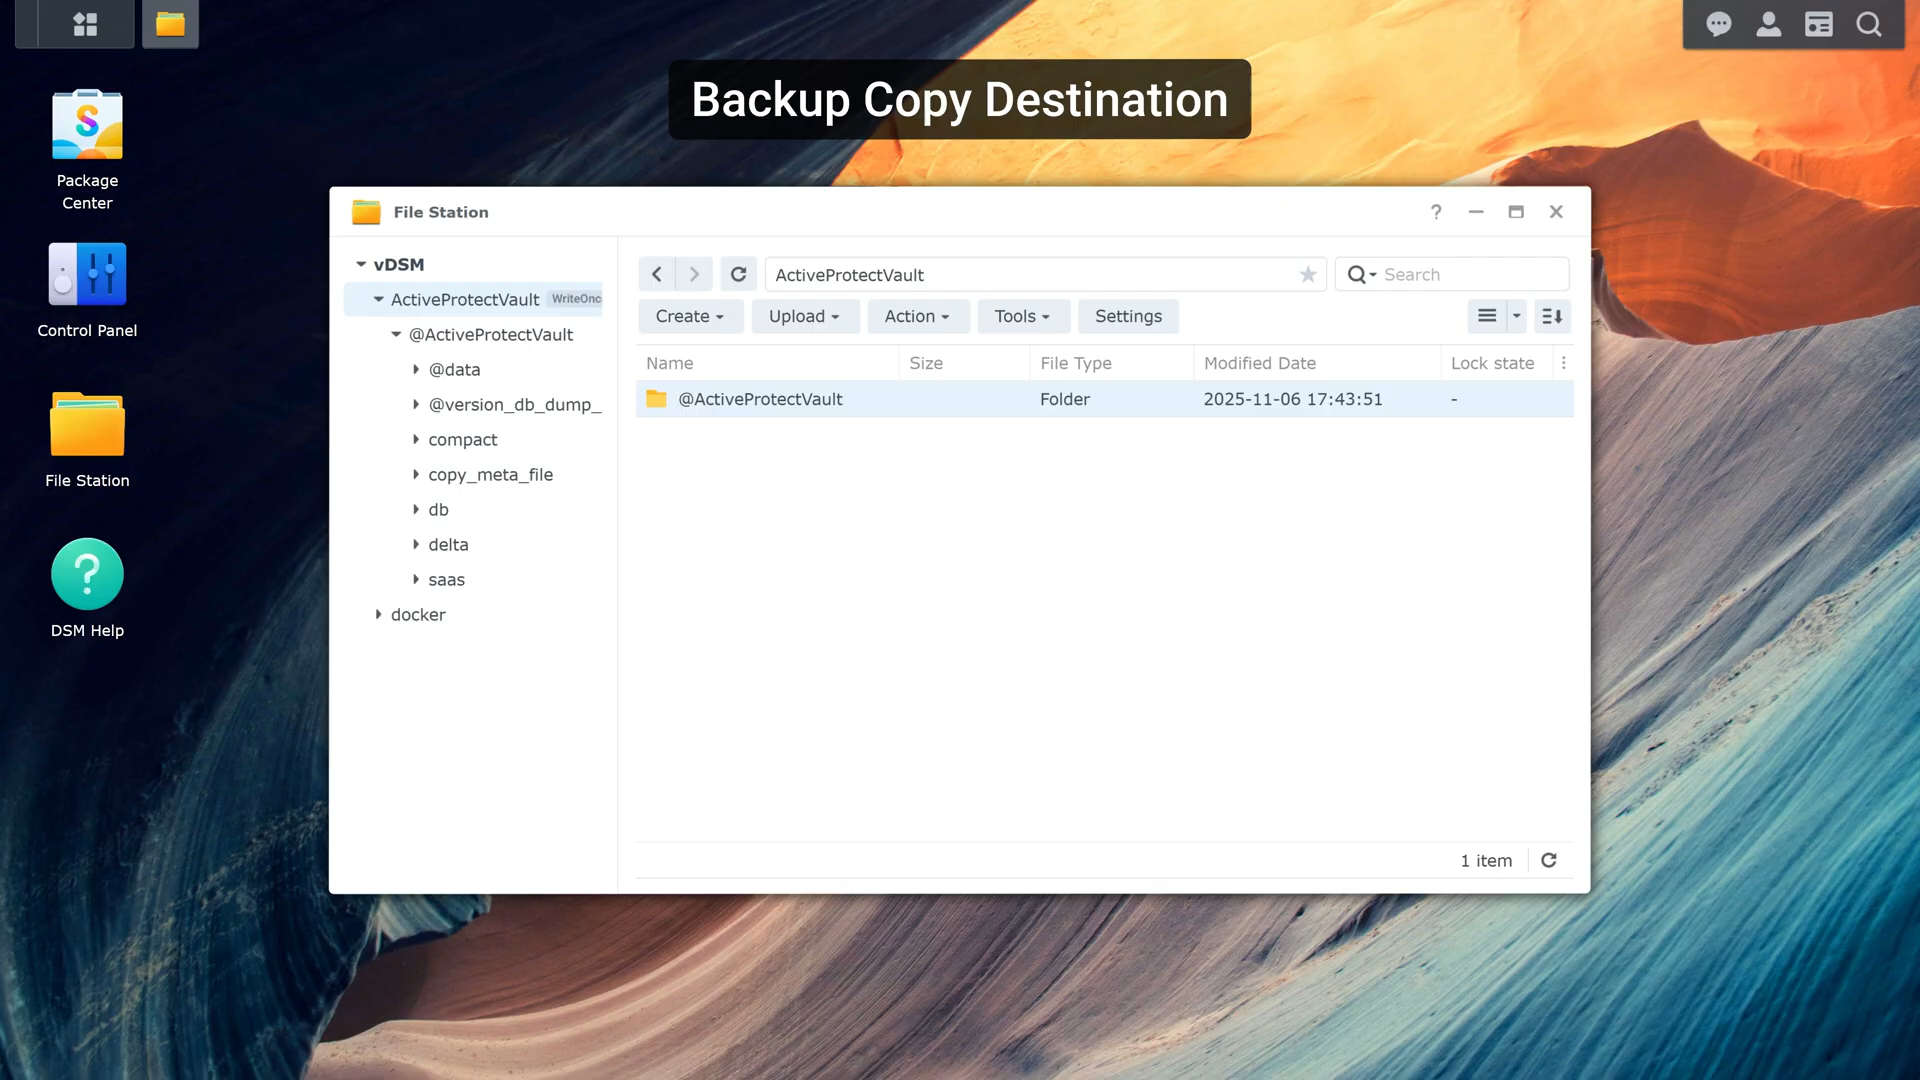 Backup Copy Destination
Package
Center
Control Panel
File Station
DSM Help
File Station
vDSM
ActiveProtectVault WriteOnc
@ActiveProtectVault
@data
@version_db_dump_
compact
copy_meta_file
db
delta
saas
docker
ActiveProtectVault
Search
Create Upload Action Tools Settings
Name Size File Type Modified Date Lock state
@ActiveProtectVault Folder 2025-11-06 17:43:51 -
1 item